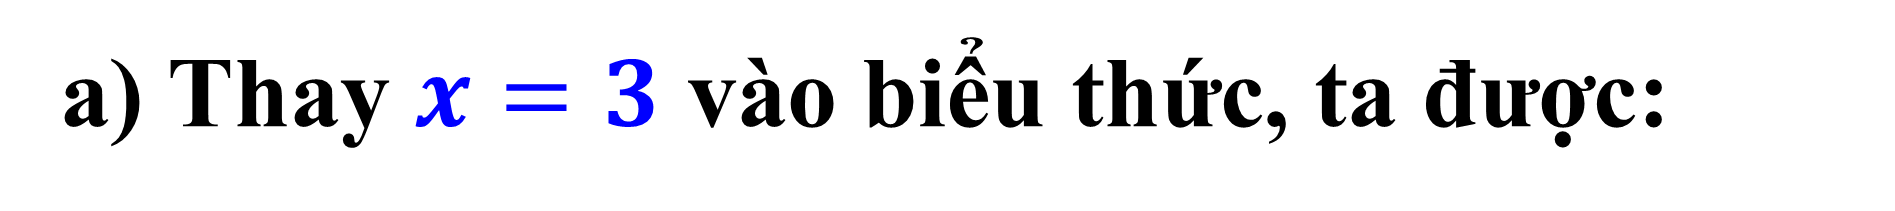 a) Thay x = 3 vào biểu thức, ta được: